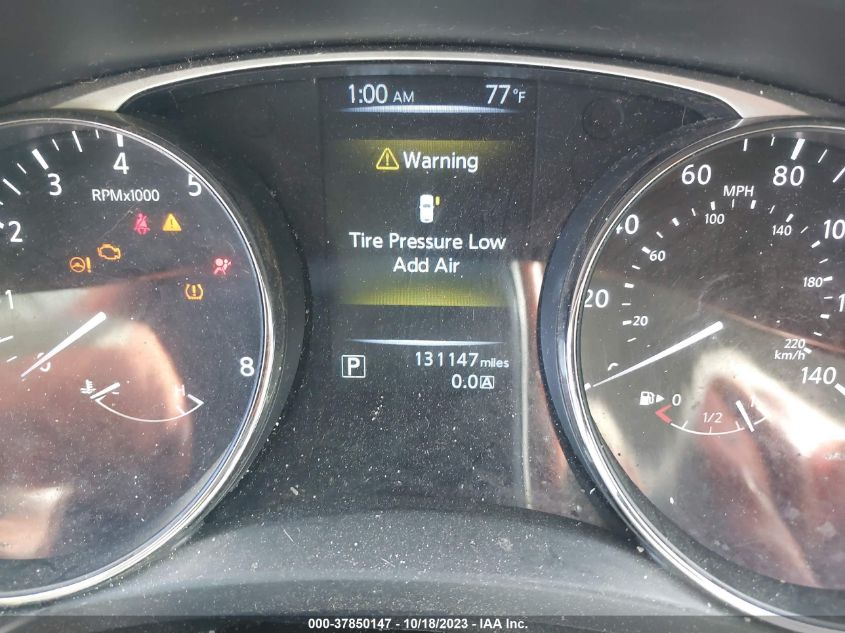 1:00 AM 77°F
Warning
Tire Pressure Low
Add Air
P 131147 miles
0.0 A
1
2
3
4
5
8
RPMx1000
H
20
60
80
MPH
140
20
60
100
140
180
220
km/h
0 1/2
000-37850147 - 10/18/2023 - IAA Inc.